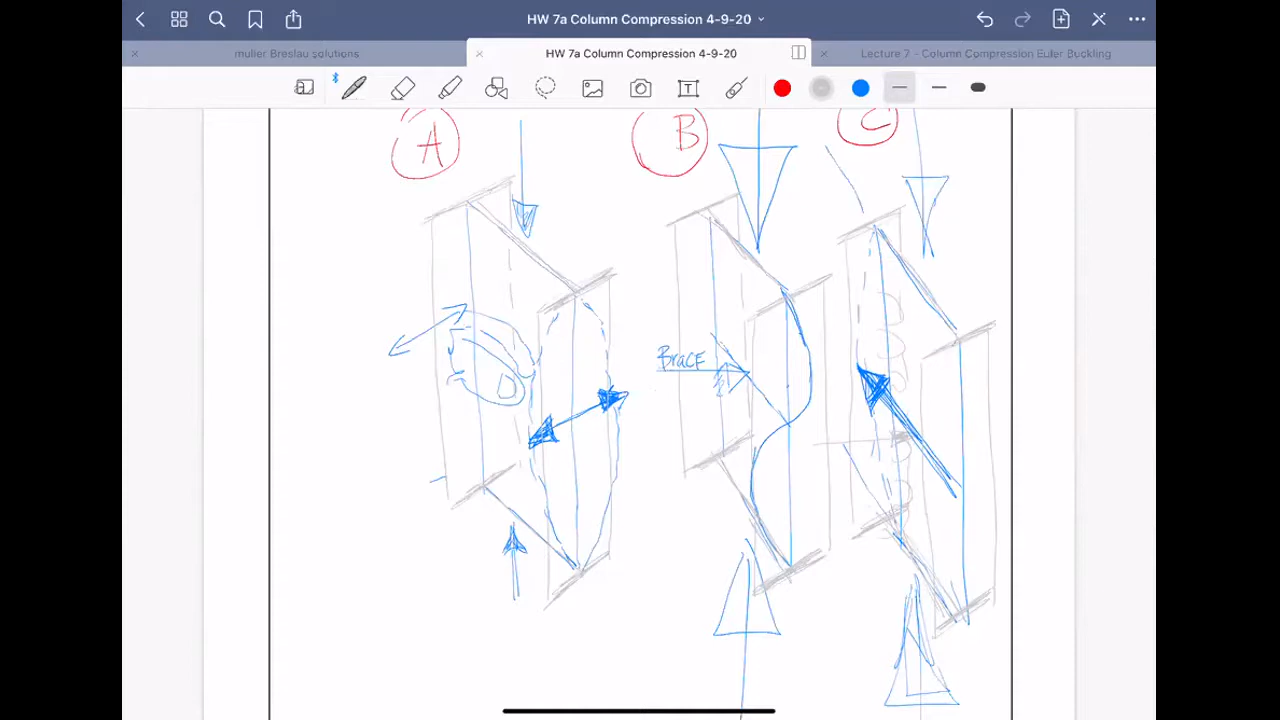 HW 7a Column Compression 4-9-20
mulier Breslau solutions
HW 7a Column Compression 4-9-20
Lecture 7 - Column Compression Euler Buckling
T
A
B
C
Brace